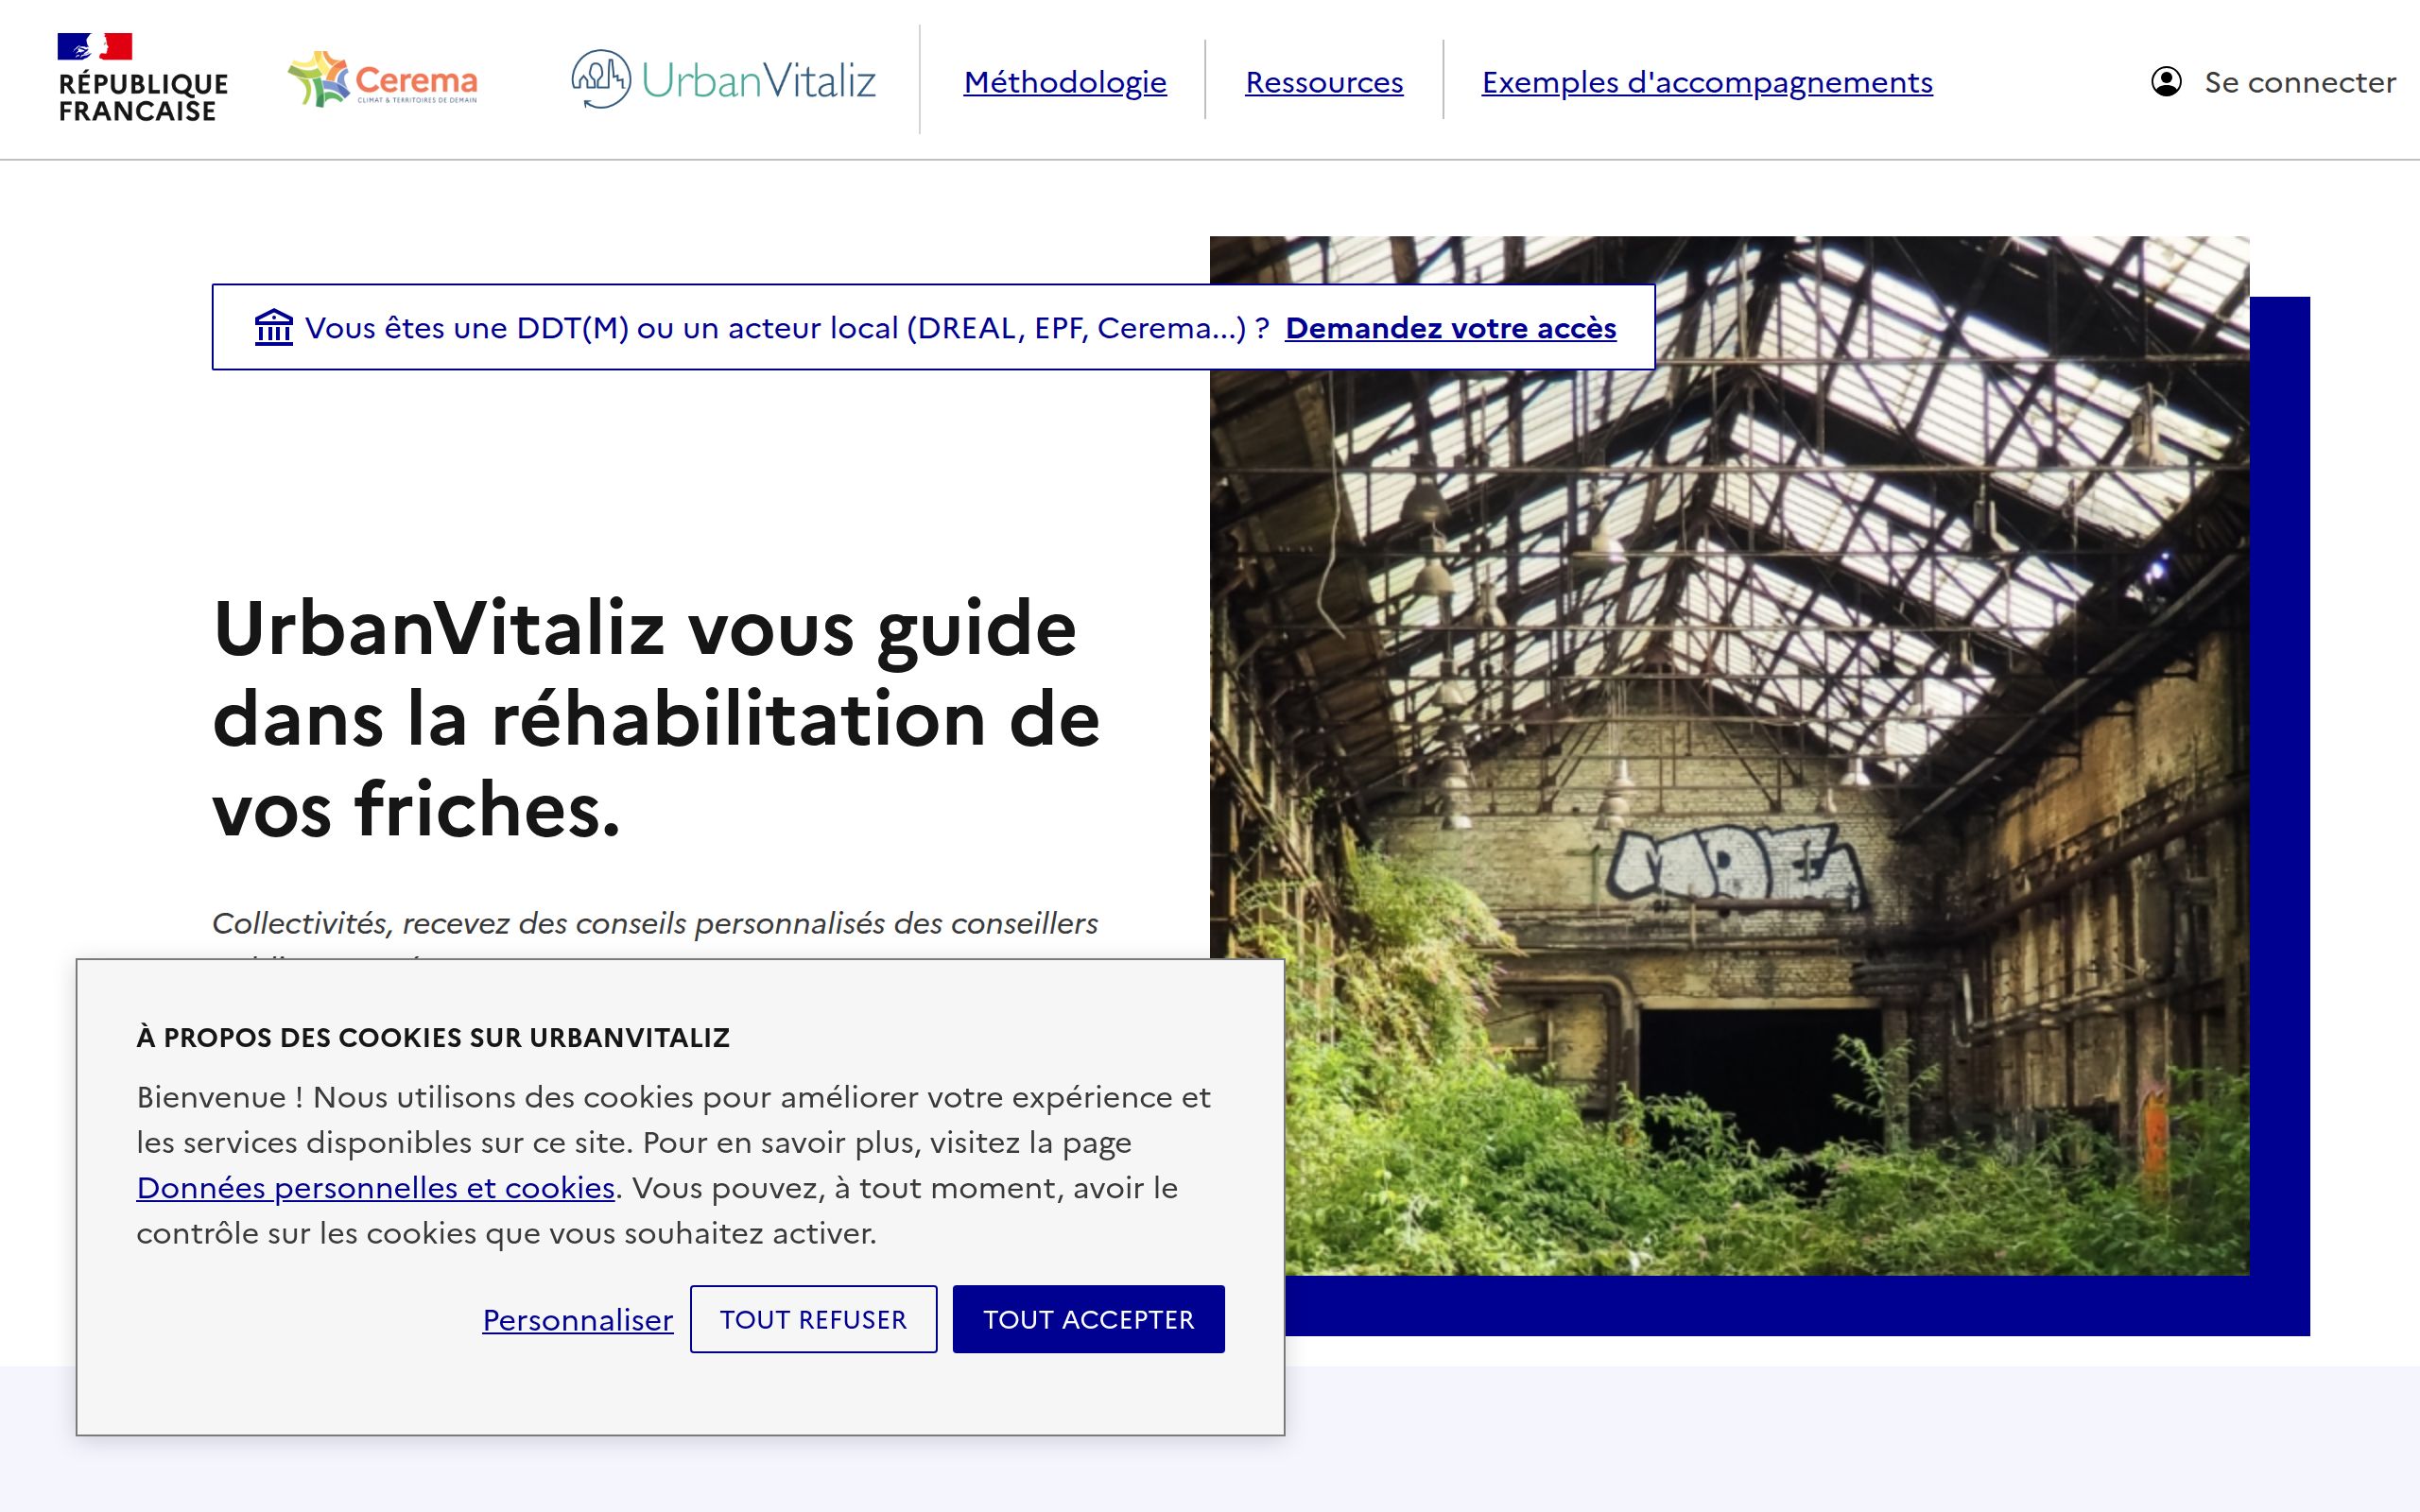 RÉPUBLIQUE
FRANCAISE
Cerema
CLIMAT & TERRITOIRES DE DEMAIN
UrbanVitaliz
Méthodologie
Ressources
Exemples d'accompagnements
Se connecter
Vous êtes une DDT(M) ou un acteur local (DREAL, EPF, Cerema...) ? Demandez votre accès
UrbanVitaliz vous guide
dans la réhabilitation de
vos friches.
Collectivités, recevez des conseils personnalisés des conseillers
À PROPOS DES COOKIES SUR URBANVITALIZ
Bienvenue ! Nous utilisons des cookies pour améliorer votre expérience et
les services disponibles sur ce site. Pour en savoir plus, visitez la page
Données personnelles et cookies. Vous pouvez, à tout moment, avoir le
contrôle sur les cookies que vous souhaitez activer.
Personnaliser
TOUT REFUSER
TOUT ACCEPTER